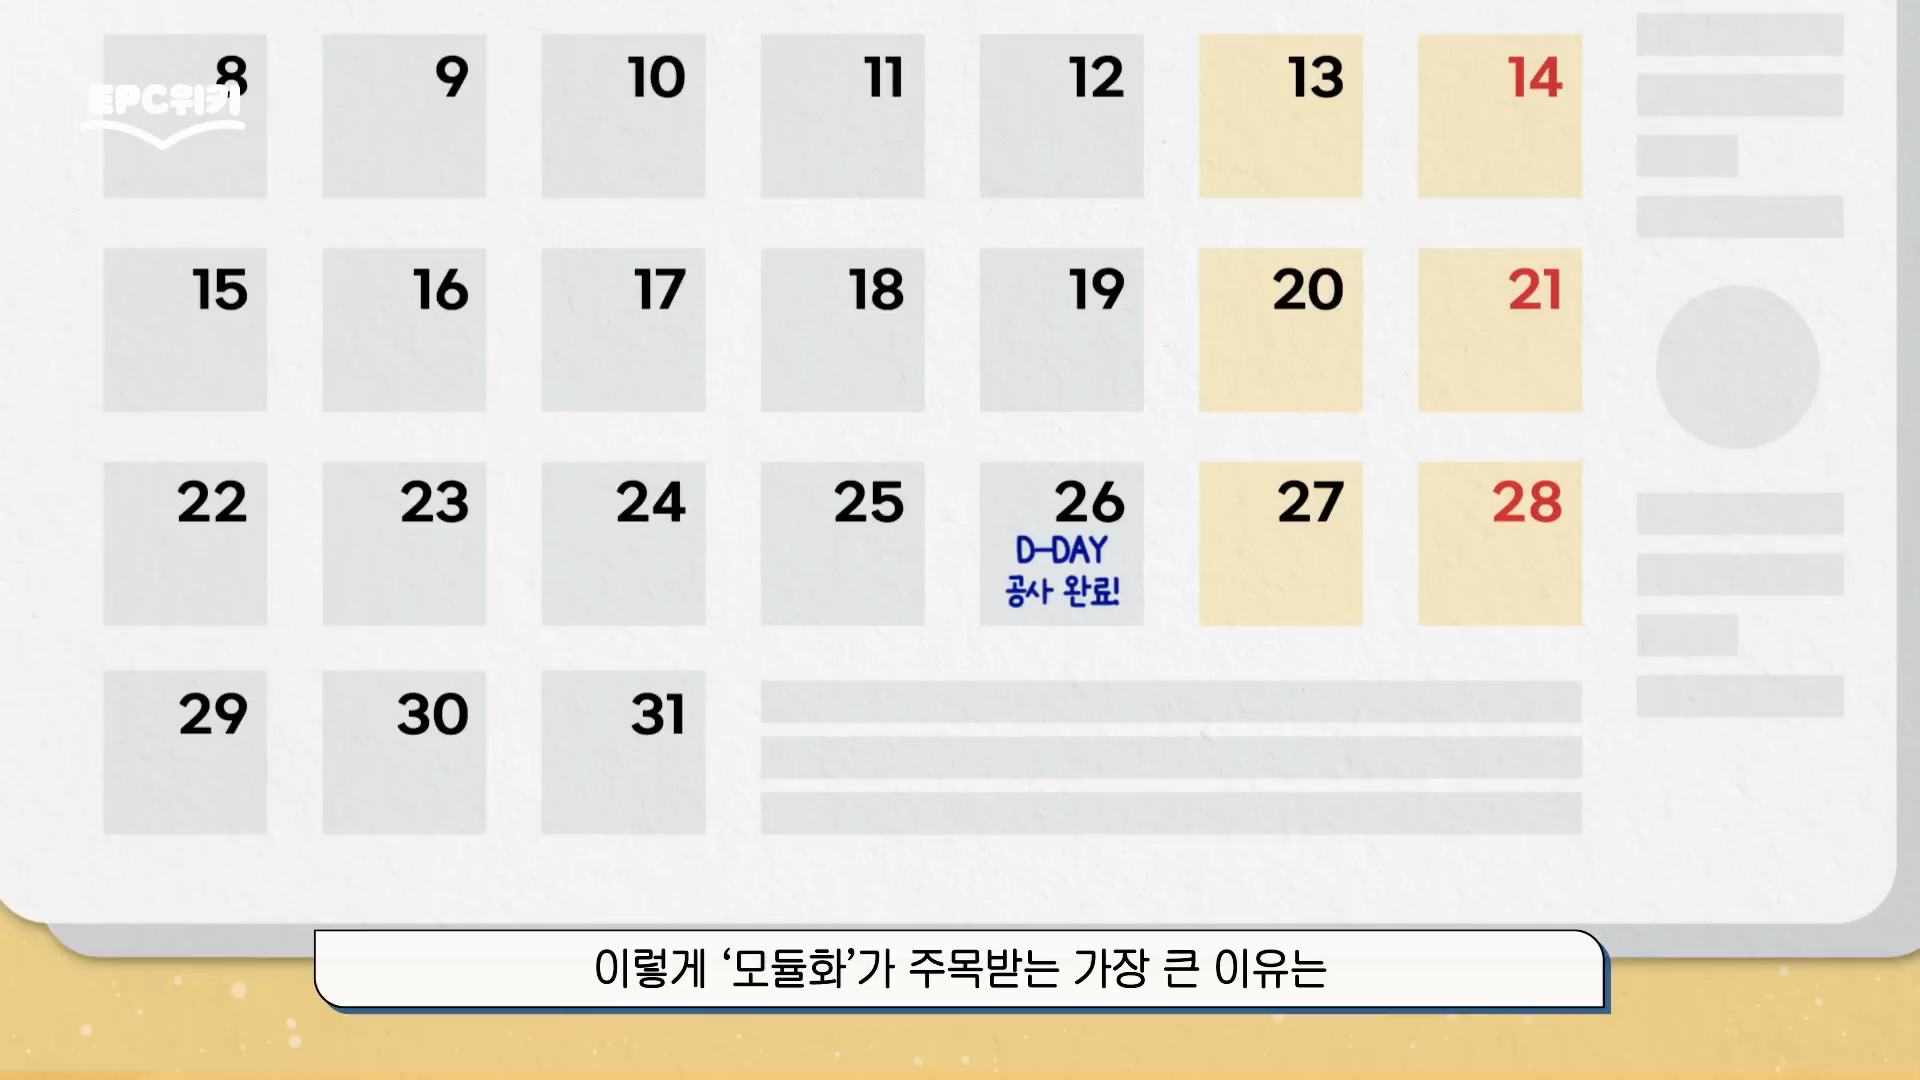 EPC위키
8 9 10 11 12 13 14
15 16 17 18 19 20 21
22 23 24 25 26 27 28
D-DAY
공사 완료!
29 30 31
이렇게 ‘모듈화’가 주목받는 가장 큰 이유는